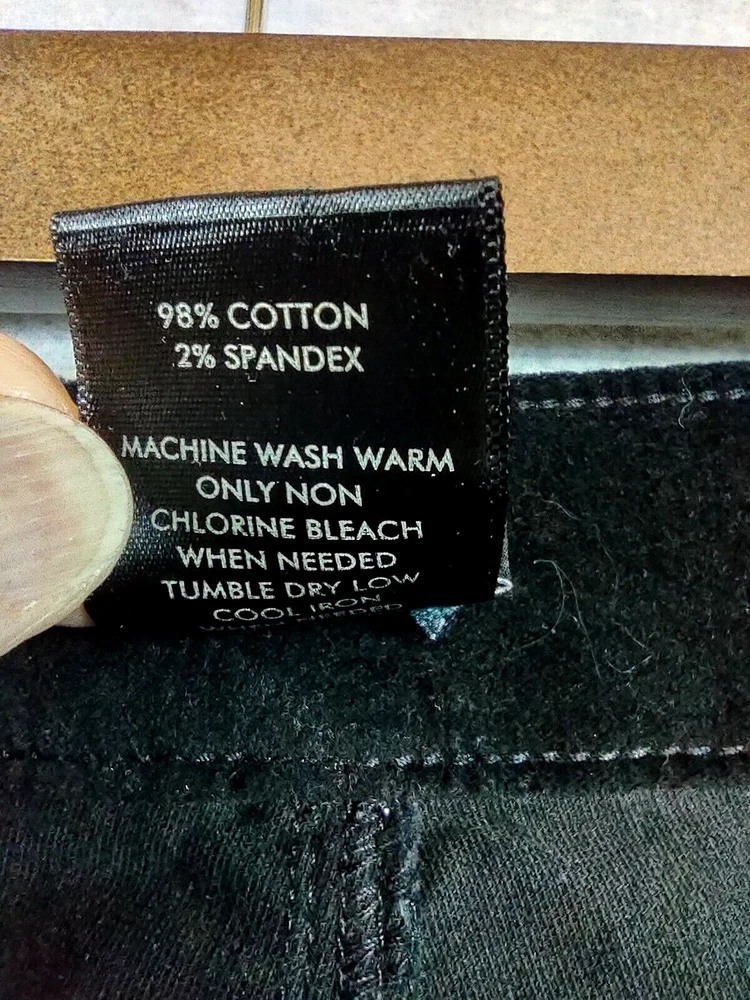 98% COTTON
2% SPANDEX
MACHINE WASH WARM
ONLY NON
CHLORINE BLEACH
WHEN NEEDED
TUMBLE DRY LOW
COOL IRON